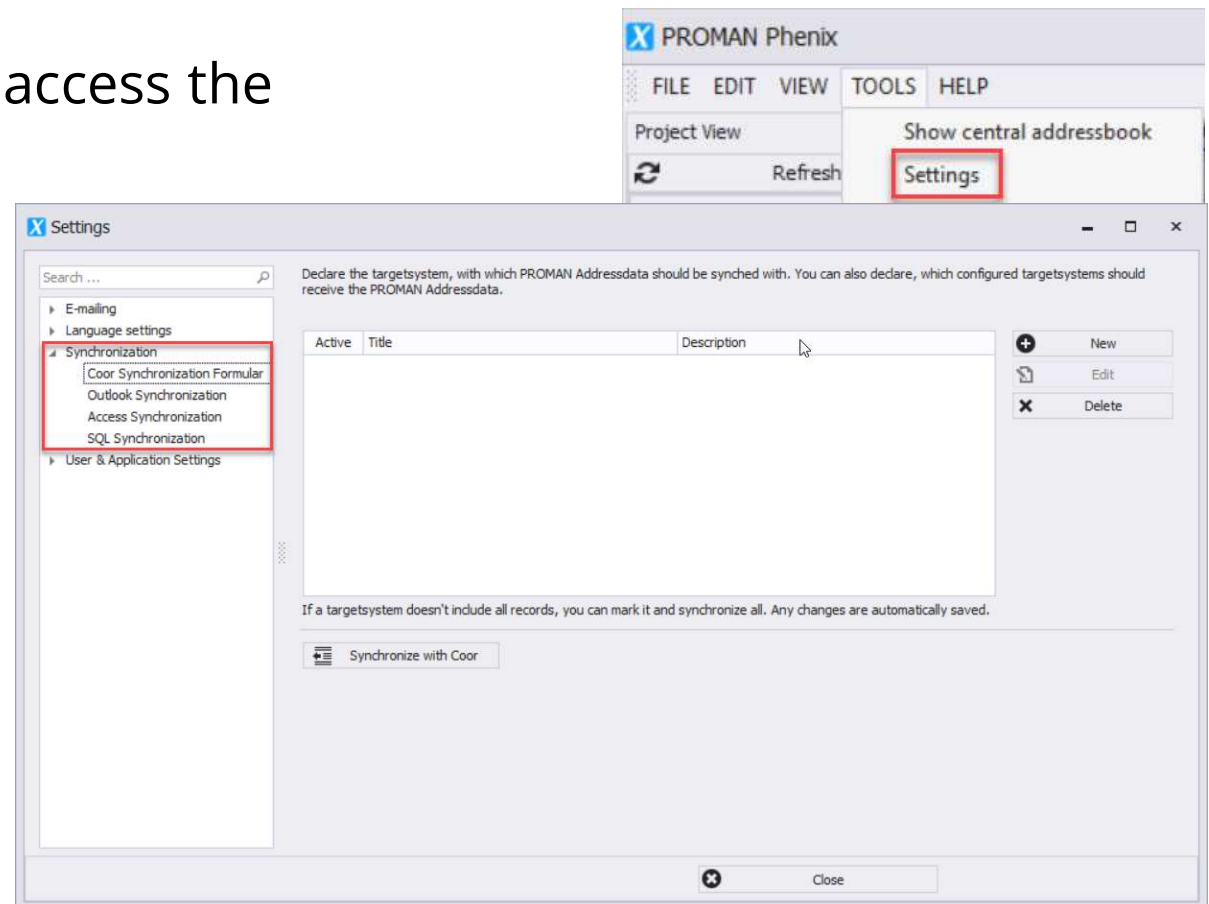 access the
X PROMAN Phenix
FILE EDIT VIEW TOOLS HELP
Project View
Show central addressbook
Refresh
Settings
X Settings
Search ...
E-mailing
Language settings
Synchronization
Coor Synchronization Formular
Outlook Synchronization
Access Synchronization
SQL Synchronization
User & Application Settings
Declare the targetsystem, with which PROMAN Addressdata should be synched with. You can also declare, which configured targetsystems should
receive the PROMAN Addressdata.
Active Title Description
New
Edit
Delete
If a targetsystem doesn't include all records, you can mark it and synchronize all. Any changes are automatically saved.
Synchronize with Coor
Close